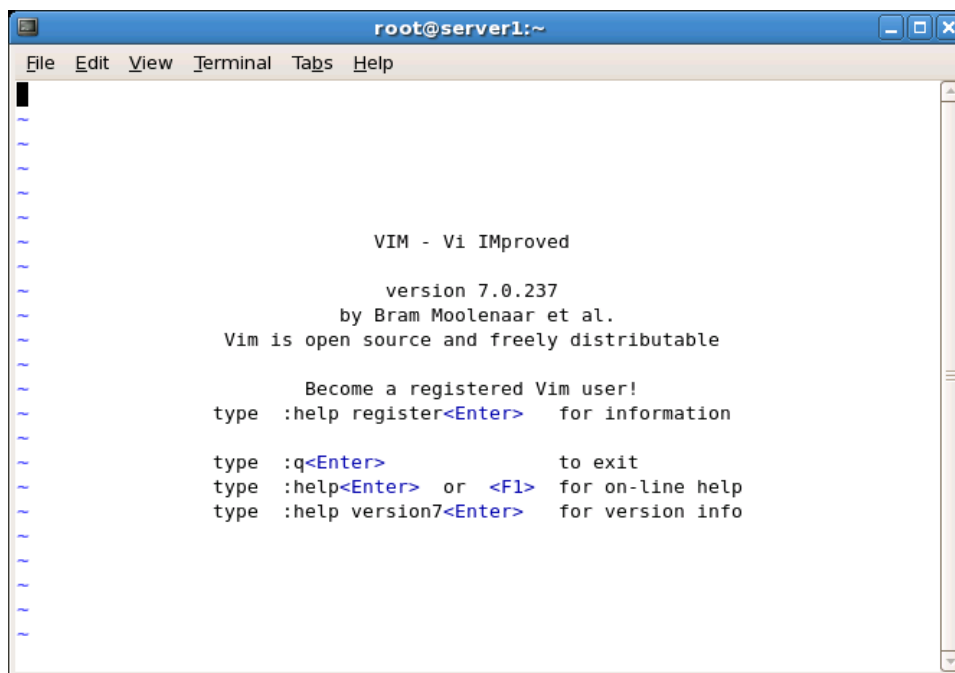 root@server1:~
File Edit View Terminal Tabs Help
~
~
~
~
~
~ VIM - Vi IMproved
~
~ version 7.0.237
~ by Bram Moolenaar et al.
~ Vim is open source and freely distributable
~
~ Become a registered Vim user!
~ type :help register<Enter> for information
~
~ type :q<Enter> to exit
~ type :help<Enter> or <F1> for on-line help
~ type :help version7<Enter> for version info
~
~
~
~
~